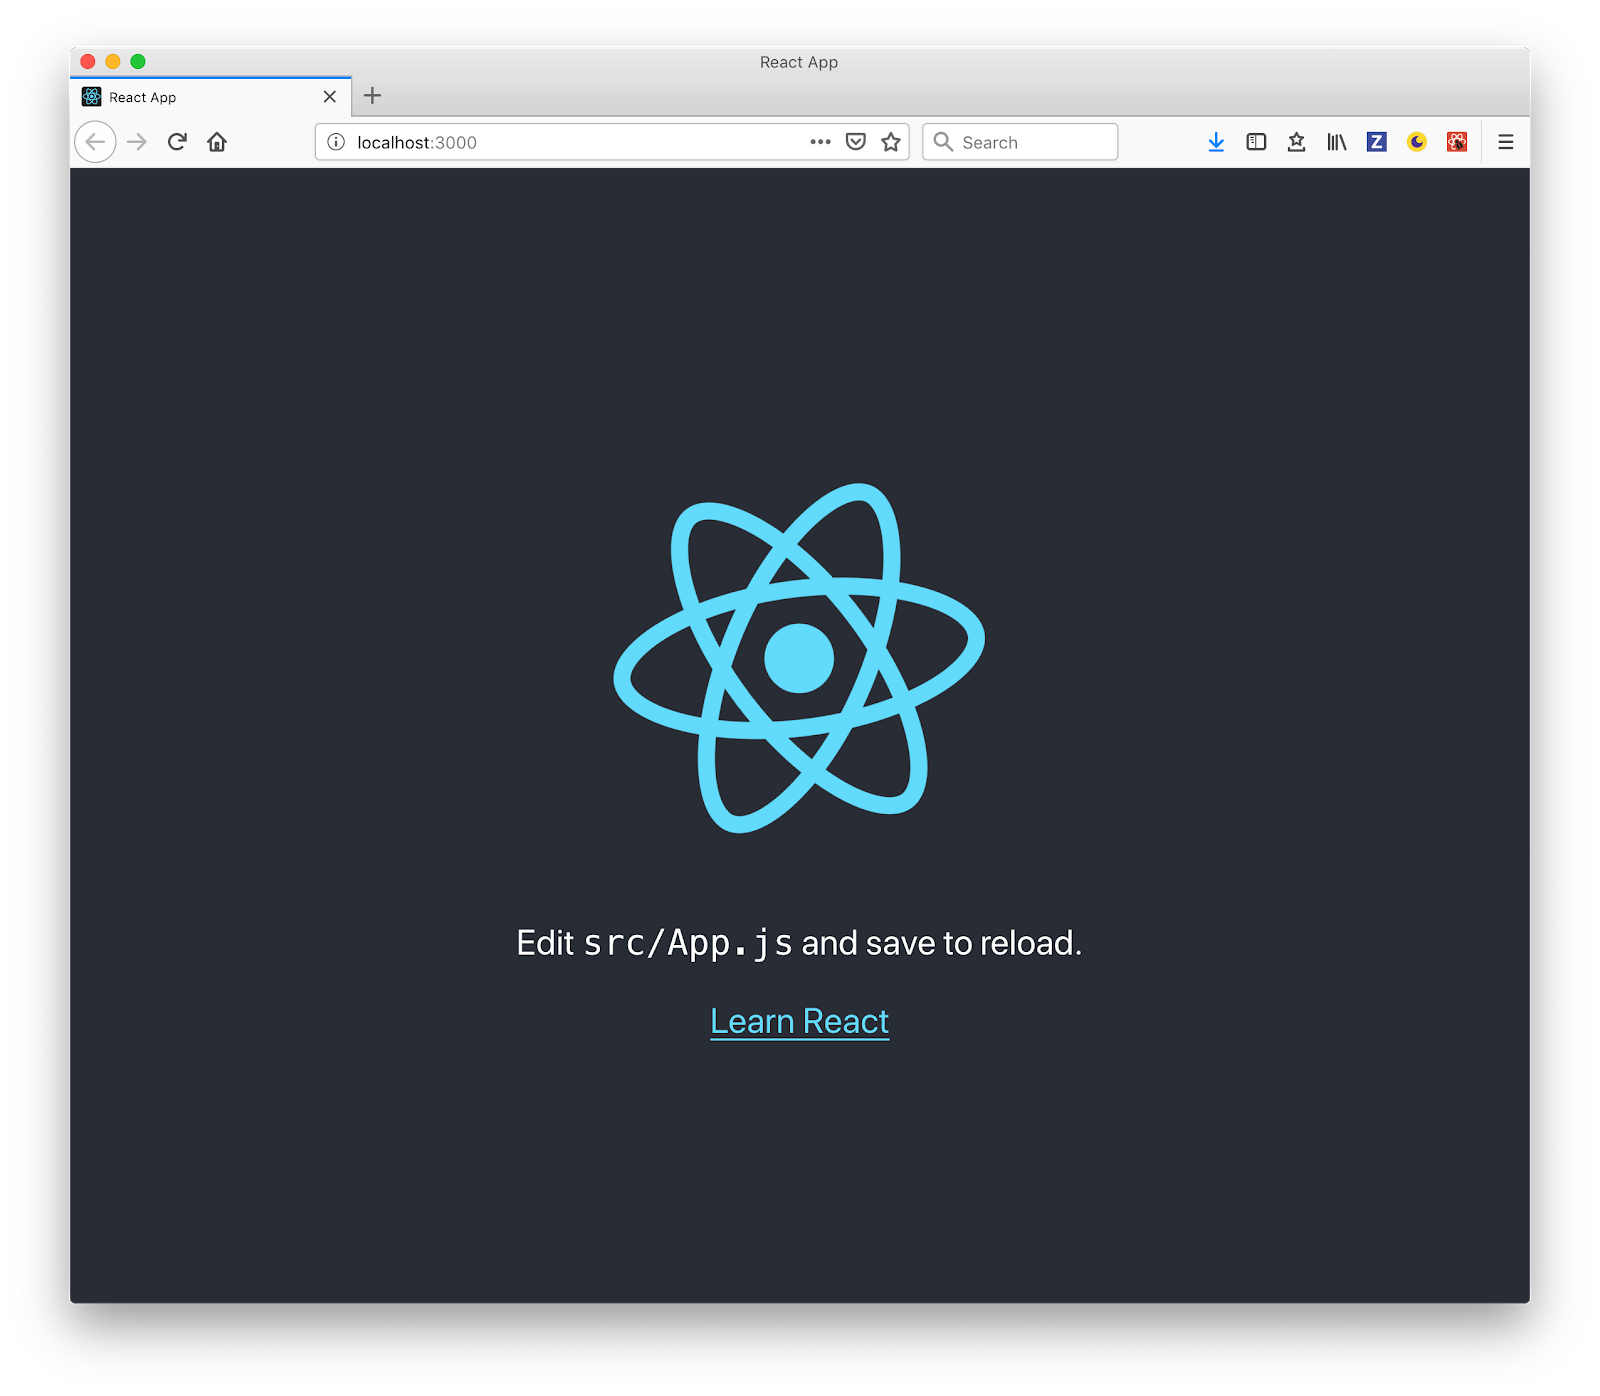 React App
React App
localhost:3000
Search
Z
Edit src/App.js and save to reload.
Learn React